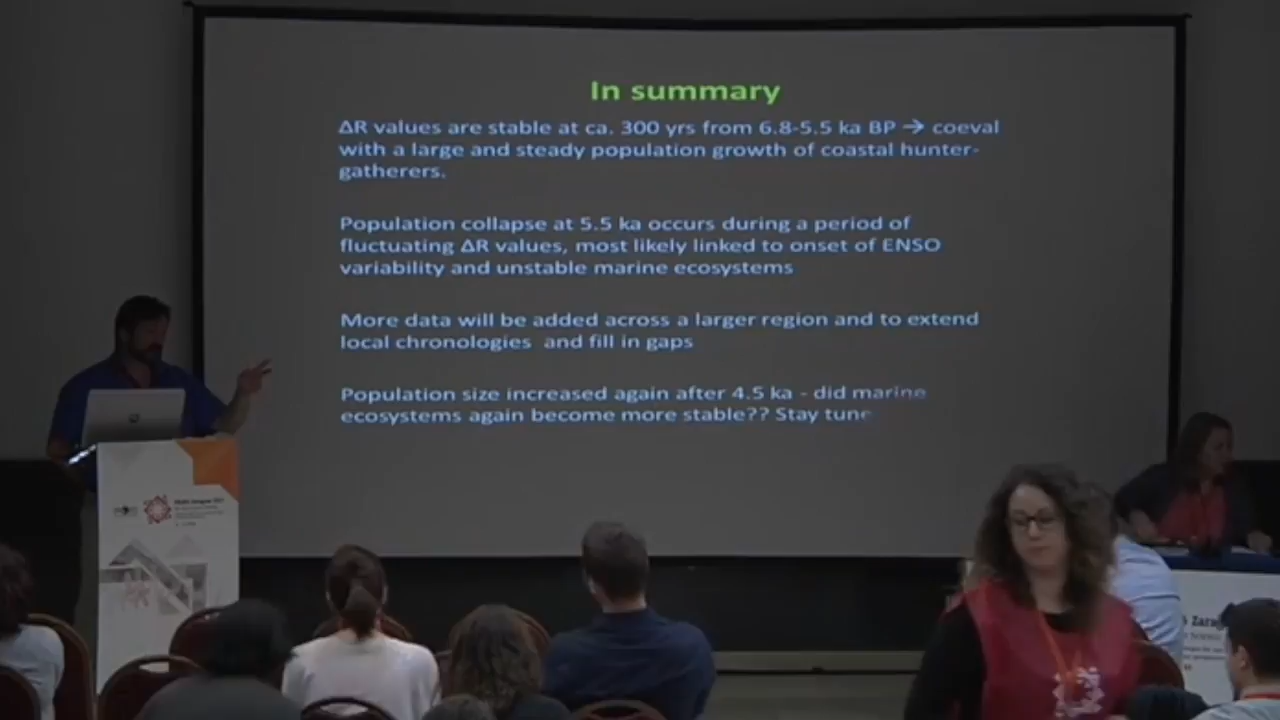 In summary
ΔR values are stable at ca. 300 yrs from 6.8-5.5 ka BP → coeval
with a large and steady population growth of coastal hunter-
gatherers.
Population collapse at 5.5 ka occurs during a period of
fluctuating ΔR values, most likely linked to onset of ENSO
variability and unstable marine ecosystems
More data will be added across a larger region and to extend
local chronologies and fill in gaps
Population size increased again after 4.5 ka - did marine
ecosystems again become more stable?? Stay tune